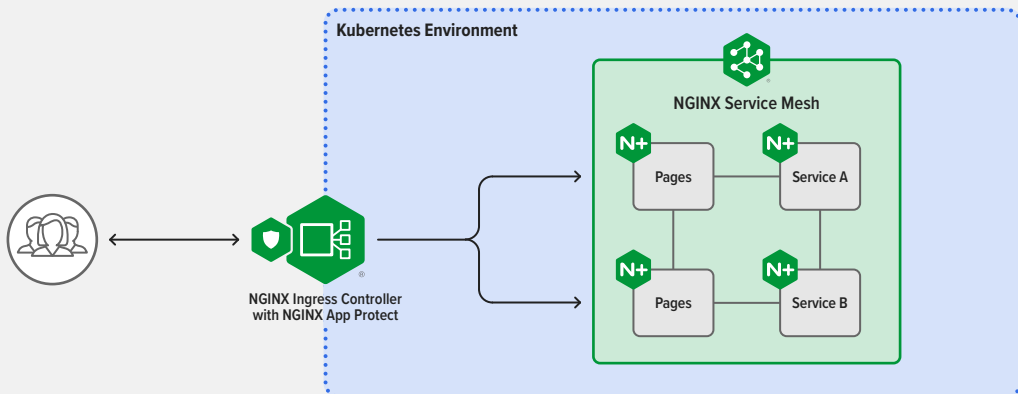 Kubernetes Environment
NGINX Service Mesh
N+
N+
Pages
Service A
N+
N+
Pages
Service B
®
®
NGINX Ingress Controller
with NGINX App Protect